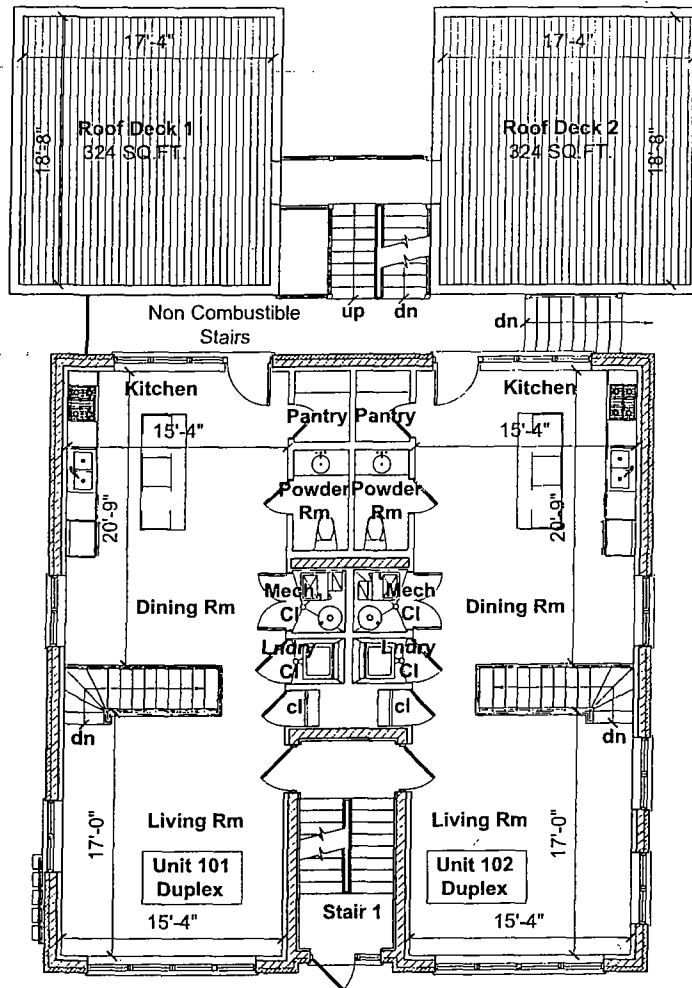 17'-4"
17'-4"
Roof Deck 1
324 SQ.FT.
18'-8"
Roof Deck 2
324 SQ.FT.
18'-8"
Non Combustible
Stairs
up
dn
dn
Kitchen
Kitchen
Pantry
Pantry
15'-4"
15'-4"
Powder
Rm
Powder
Rm
20'-9"
20'-9"
Mech.
Cl
Mech
Cl
Dining Rm
Dining Rm
Lndry
Cl
Lndry
Cl
cl
cl
dn
dn
Living Rm
Living Rm
17'-0"
17'-0"
Unit 101
Duplex
Unit 102
Duplex
Stair 1
15'-4"
15'-4"